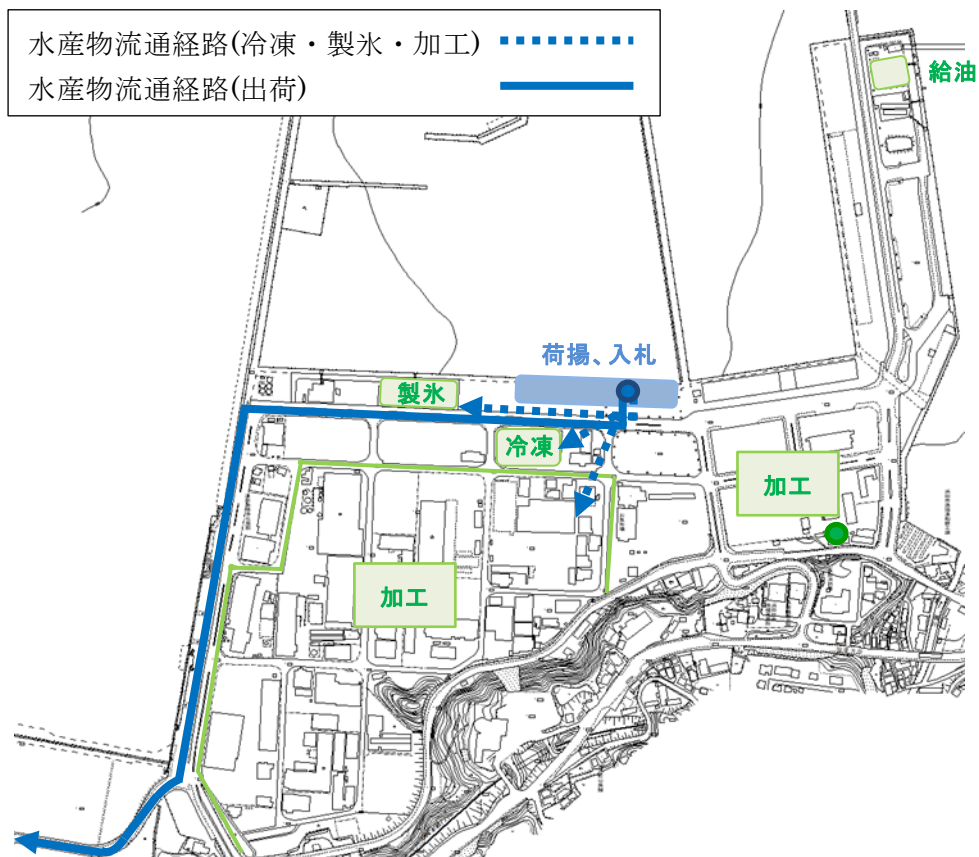 水産物流通経路(冷凍・製氷・加工)
水産物流通経路(出荷)
給油
荷揚、入札
製氷
冷凍
加工
加工